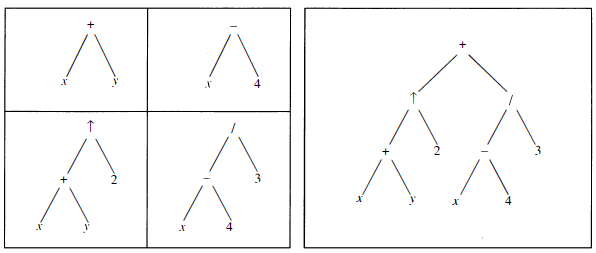 + −
x y x 4
↑ /
+ 2 − 3
x y x 4
+
↑ /
+ 2 − 3
x y x 4